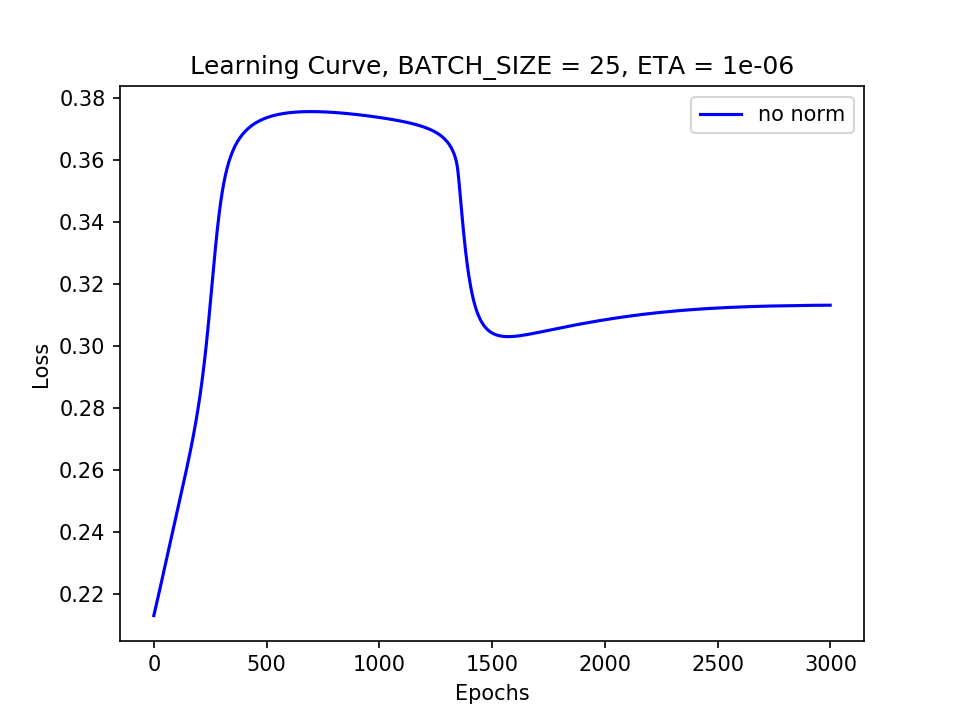 Learning Curve, BATCH_SIZE = 25, ETA = 1e-06
no norm
0.38
0.36
0.34
0.32
0.30
0.28
0.26
0.24
0.22
Loss
0 500 1000 1500 2000 2500 3000
Epochs